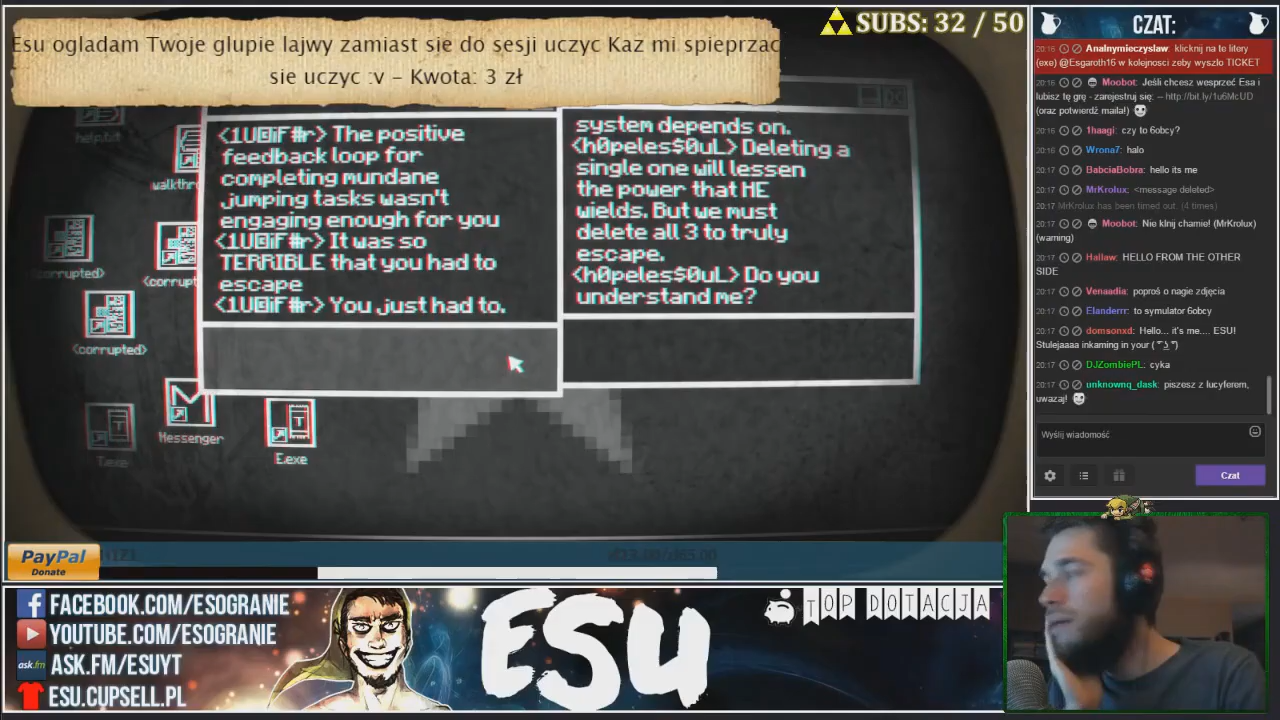 Esu ogladam Twoje glupie lajwy zamiast sie do sesji uczyc Kaz mi spieprzac
sie uczyc :v - Kwota: 3 zł
SUBS: 32 / 50
help.txt
<1U@iF#r> The positive
feedback loop for
completing mundane
jumping tasks wasn't
engaging enough for you
<1U@iF#r> It was so
TERRIBLE that you had to
escape
<1U@iF#r> You just had to.
system depends on.
<h0peles$0uL> Deleting a
single one will lessen
the power that HE
wields. But we must
delete all 3 to truly
escape.
<h0peles$0uL> Do you
understand me?
walkthr
(corrupted)
(corrupt
(corrupted)
Messenger
T.exe
E.exe
PayPal
Donate
FACEBOOK.COM/ESOGRANIE
YOUTUBE.COM/ESOGRANIE
ask.fm
ASK.FM/ESUYT
ESU.CUPSELL.PL
ESU
TOP DOTACJA
CZAT:
20:16 Analnymieczyslaw: klicknij na te litery
(exe) @Esgaroth16 w kolejnosci zeby wyszło TICKET
20:16 Moobot: Jeśli chcesz wesprzeć Esa i
lubisz tę grę - zarejestruj się: – http://bit.ly/1u6McUD
(oraz potwierdź maila!)
20:16 1haagi: czy to 6obcy?
20:16 Wrona7: halo
20:17 BabciaBobra: hello its me
20:17 MrKrolux: <message deleted>
20:17 MrKrolux has been timed out. (4 times)
20:17 Moobot: Nie klnij chamie! (MrKrolux)
(warning)
20:17 Hallaw: HELLO FROM THE OTHER
SIDE
20:17 Venaadia: poproś o nagie zdjęcia
20:17 Elanderrr: to symulator 6obcy
20:17 domsonxd: Hello... it's me.... ESU!
Stulejaaaa inkaming in your
20:17 DJZombiePL: cyka
20:17 unknownq_dask: piszesz z lucyferem,
uwazaj!
Wyślij wiadomość
Czat